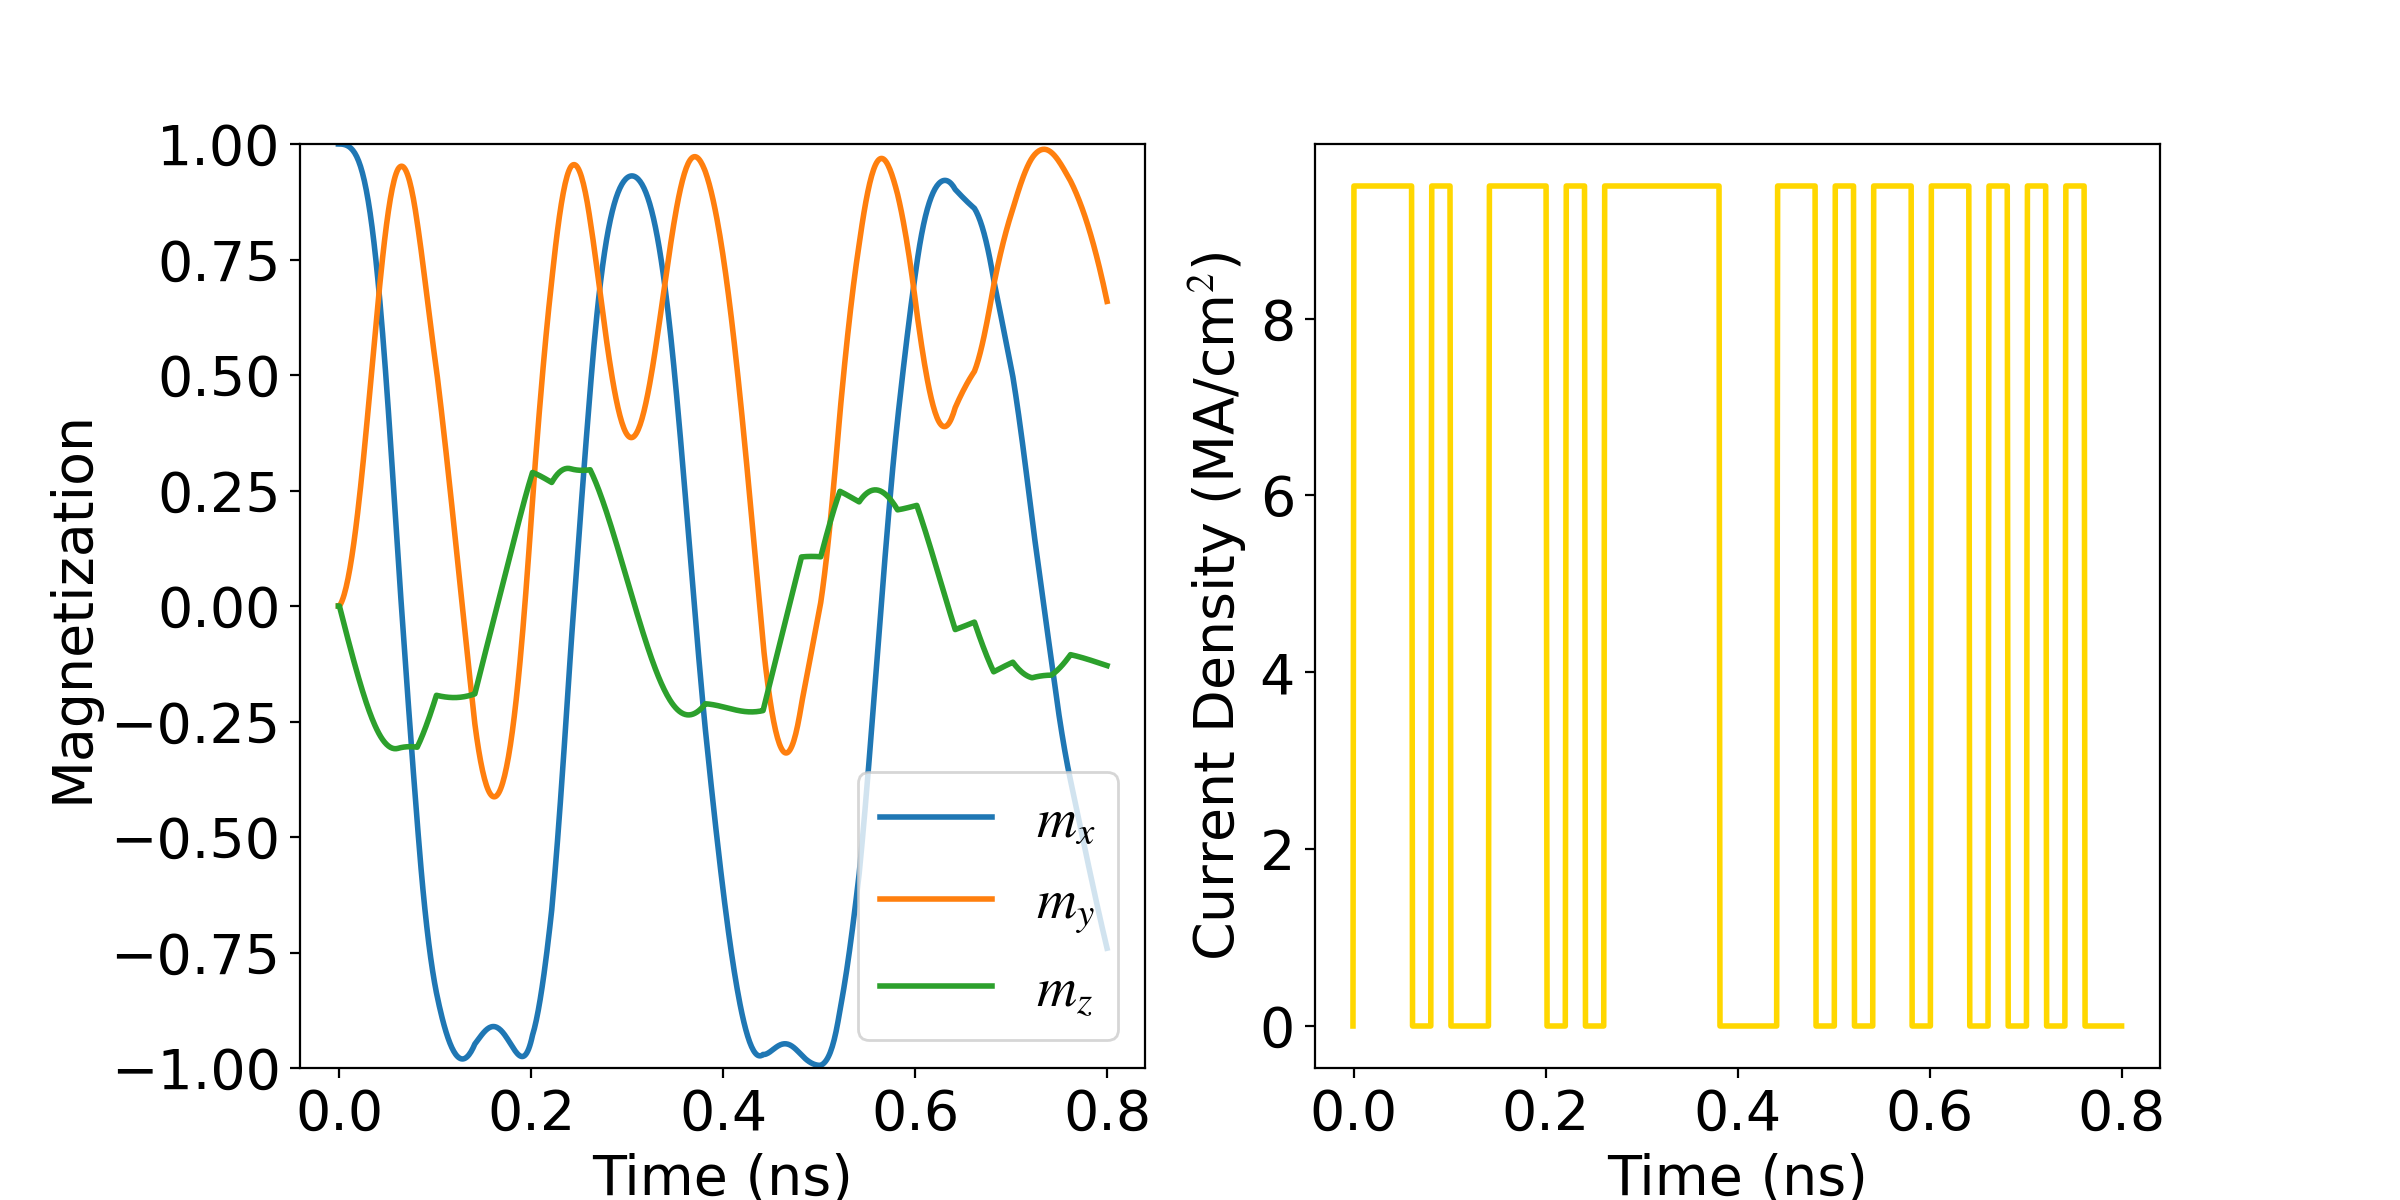 1.00
0.75
0.50
0.25
0.00
−0.25
−0.50
−0.75
−1.00
Magnetization
0.0 0.2 0.4 0.6 0.8
Time (ns)
mₓ
m_y
m_z
8
6
4
2
0
Current Density (MA/cm²)
0.0 0.2 0.4 0.6 0.8
Time (ns)